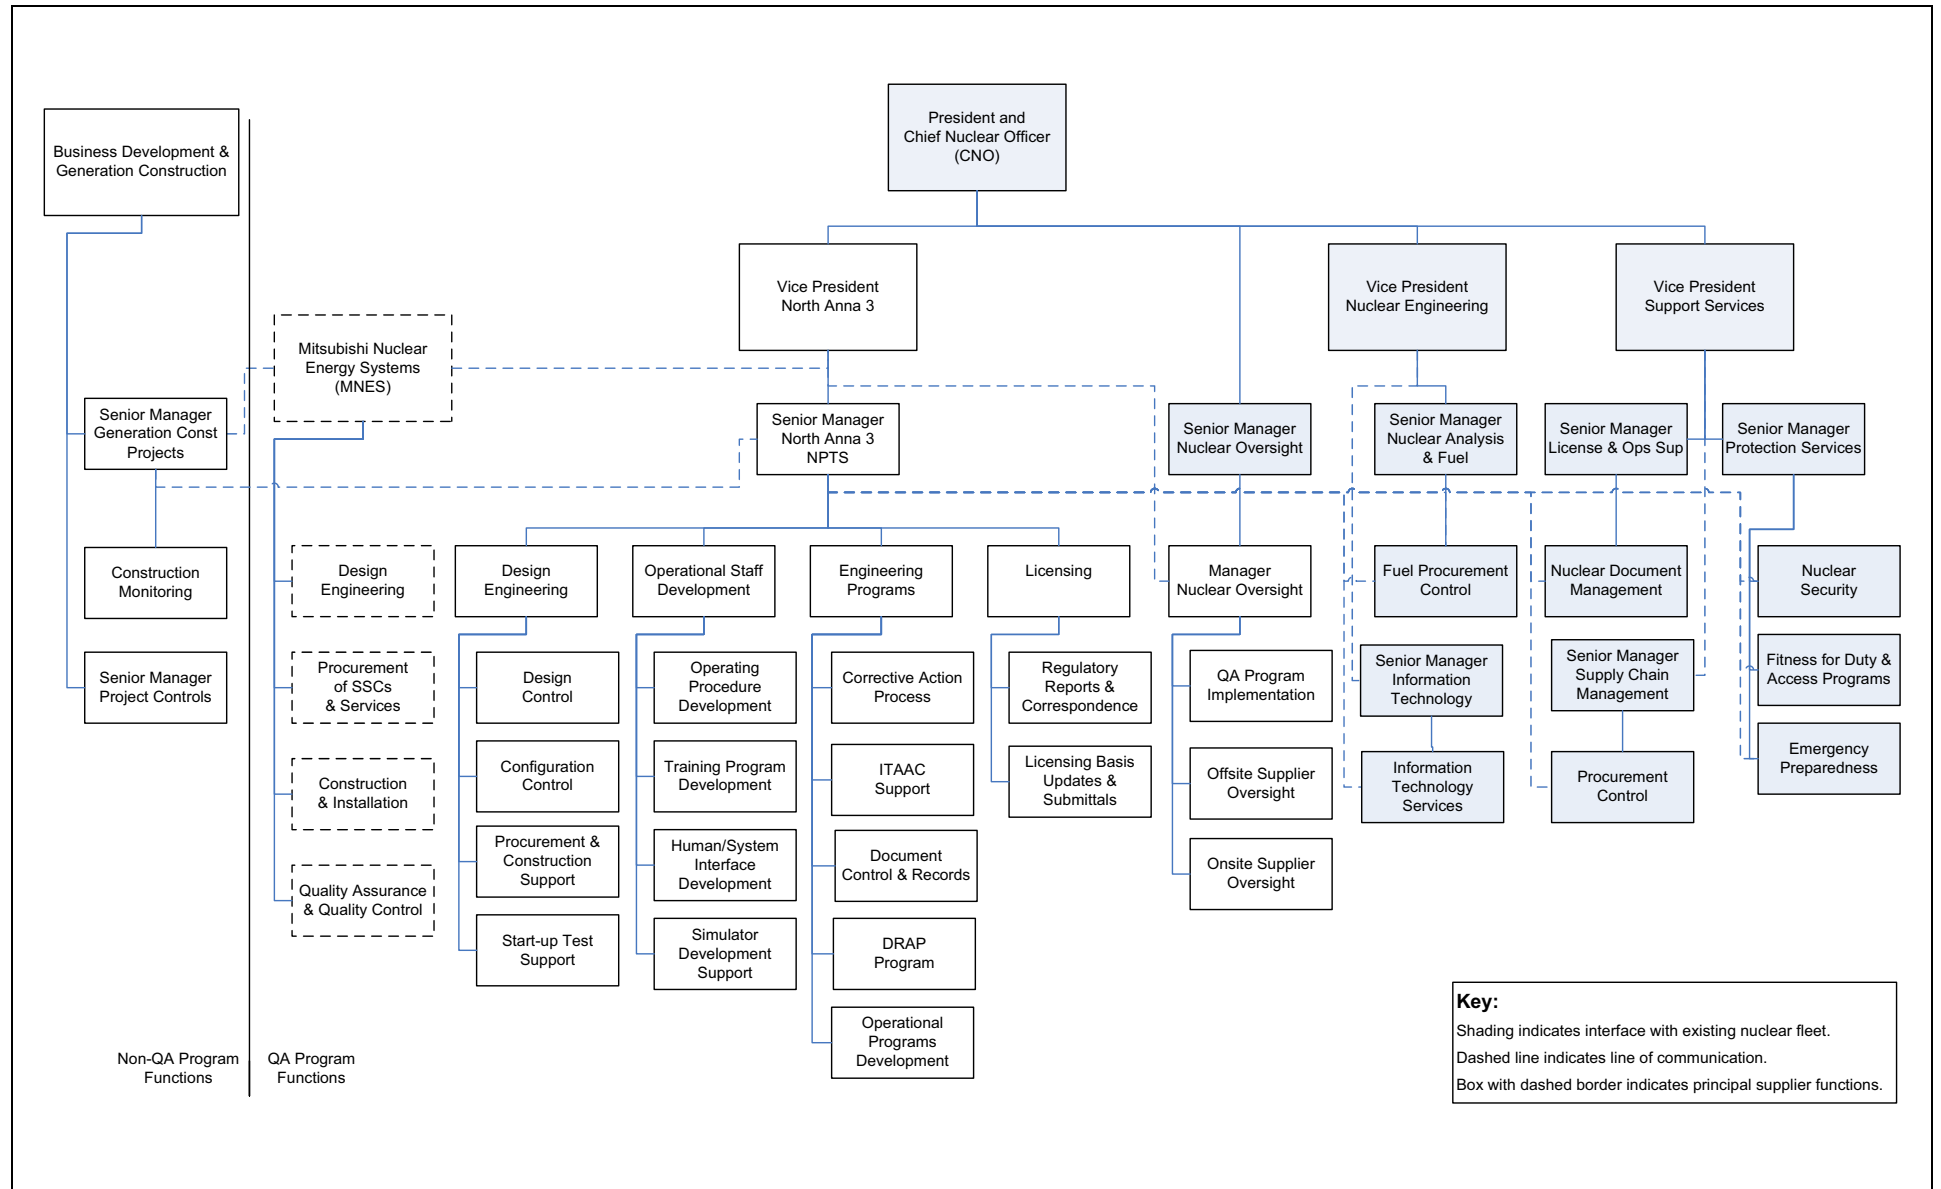 President and
Chief Nuclear Officer
(CNO)
Business Development &
Generation Construction
Vice President
North Anna 3
Vice President
Nuclear Engineering
Vice President
Support Services
Mitsubishi Nuclear
Energy Systems
(MNES)
Senior Manager
Generation Const
Projects
Senior Manager
North Anna 3
NPTS
Senior Manager
Nuclear Oversight
Senior Manager
Nuclear Analysis
& Fuel
Senior Manager
License & Ops Sup
Senior Manager
Protection Services
Construction
Monitoring
Design
Engineering
Design
Engineering
Operational Staff
Development
Engineering
Programs
Licensing
Manager
Nuclear Oversight
Fuel Procurement
Control
Nuclear Document
Management
Nuclear
Security
Senior Manager
Project Controls
Procurement
of SSCs
& Services
Design
Control
Operating
Procedure
Development
Corrective Action
Process
Regulatory
Reports &
Correspondence
QA Program
Implementation
Senior Manager
Information
Technology
Senior Manager
Supply Chain
Management
Fitness for Duty &
Access Programs
Construction
& Installation
Configuration
Control
Training Program
Development
ITAAC
Support
Licensing Basis
Updates &
Submittals
Offsite Supplier
Oversight
Information
Technology
Services
Procurement
Control
Emergency
Preparedness
Quality Assurance
& Quality Control
Procurement &
Construction
Support
Human/System
Interface
Development
Document
Control & Records
Onsite Supplier
Oversight
Start-up Test
Support
Simulator
Development
Support
DRAP
Program
Operational
Programs
Development
Non-QA Program
Functions
QA Program
Functions
Key:
Shading indicates interface with existing nuclear fleet.
Dashed line indicates line of communication.
Box with dashed border indicates principal supplier functions.